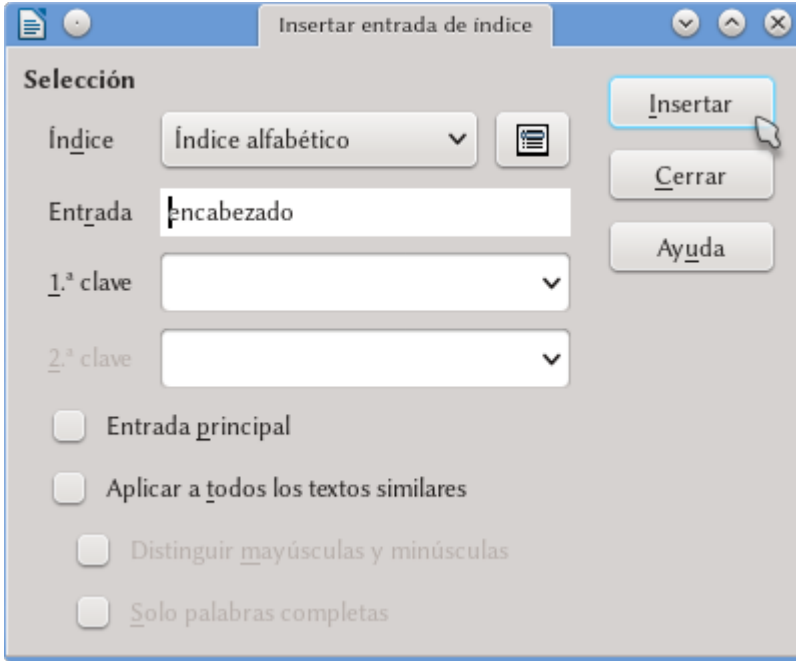 Insertar entrada de índice
Selección
Índice
Índice alfabético
Insertar
Cerrar
Entrada
encabezado
Ayuda
1.ª clave
2.ª clave
Entrada principal
Aplicar a todos los textos similares
Distinguir mayúsculas y minúsculas
Solo palabras completas